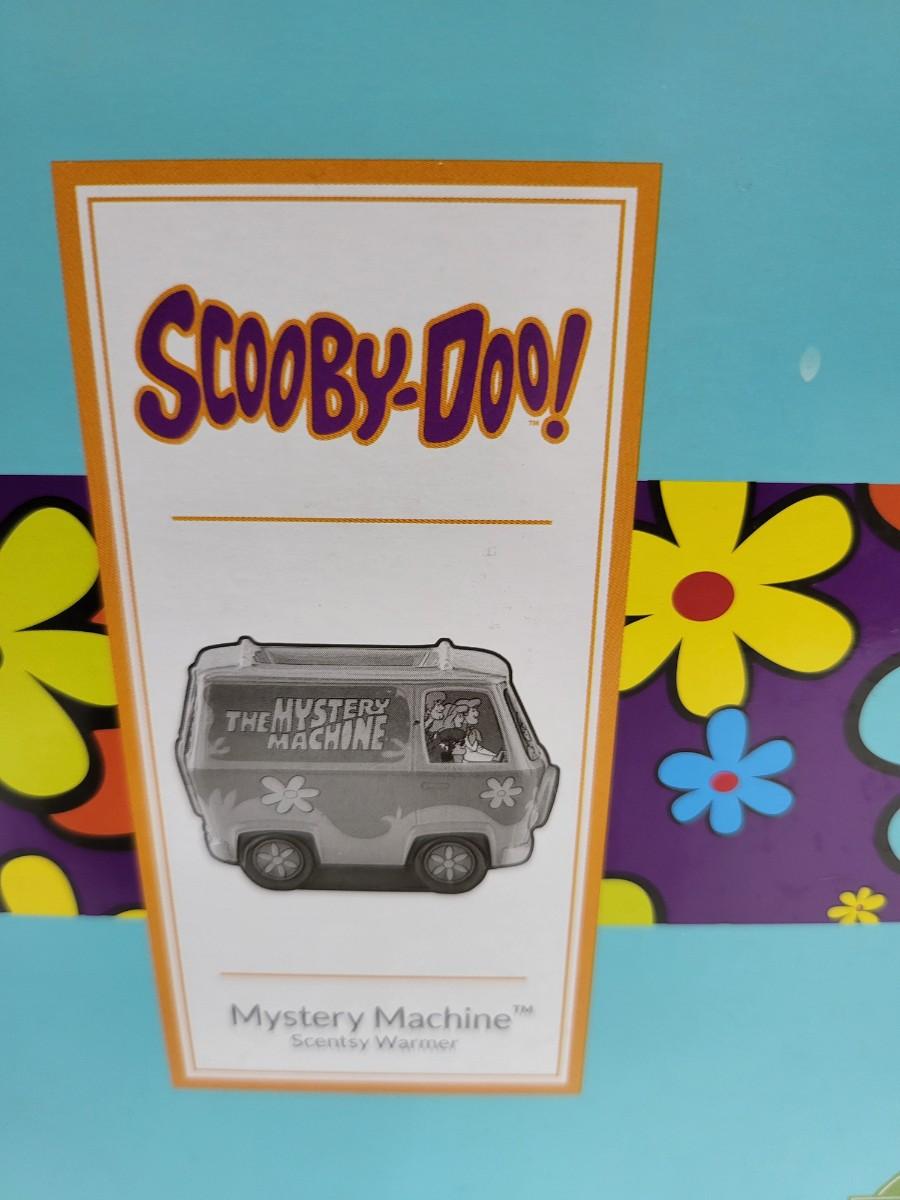 SCOOBY-DOO!
TM
THE MYSTERY
MACHINE
Mystery Machine™
Scentsy Warmer